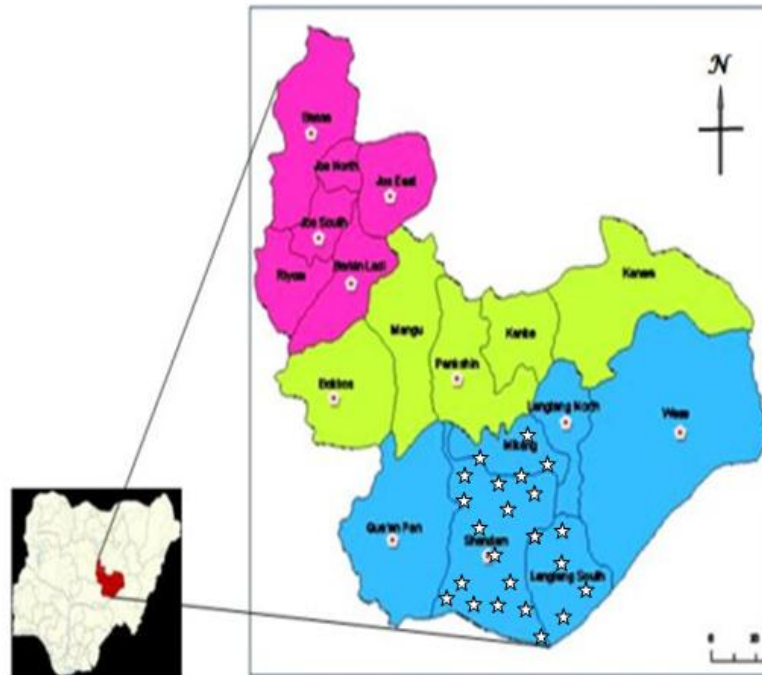 N
Bassa
Jos North
Jos East
Jos South
Riyom
Barkin Ladi
Kanam
Mangu
Kanke
Pankshin
Bokkos
Langtang North
Wase
Mikang
Qua'an Pan
Shendam
Langtang South
0